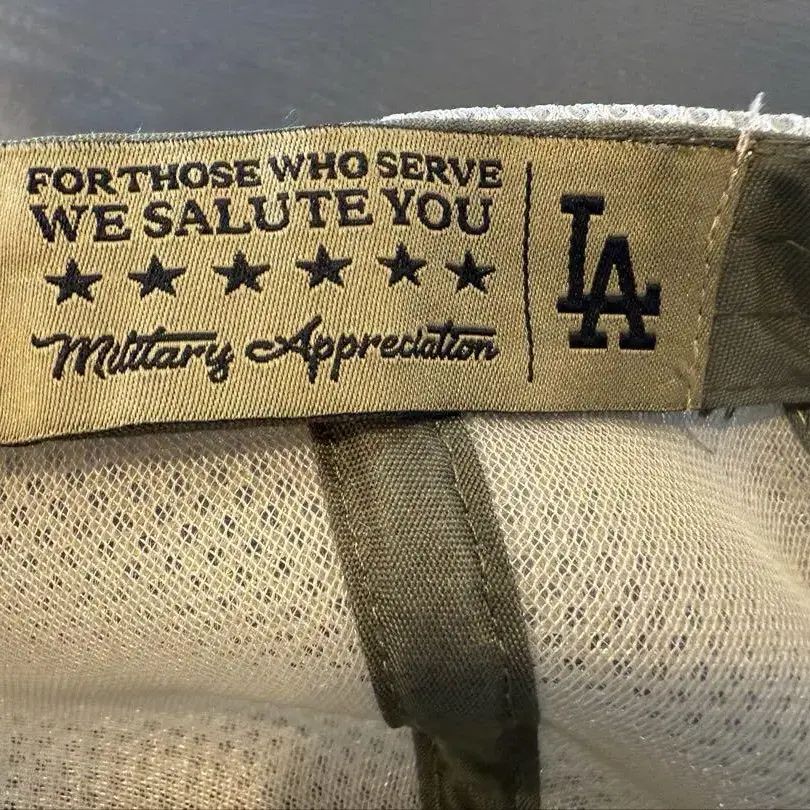 FOR THOSE WHO SERVE
WE SALUTE YOU
Military Appreciation
LA